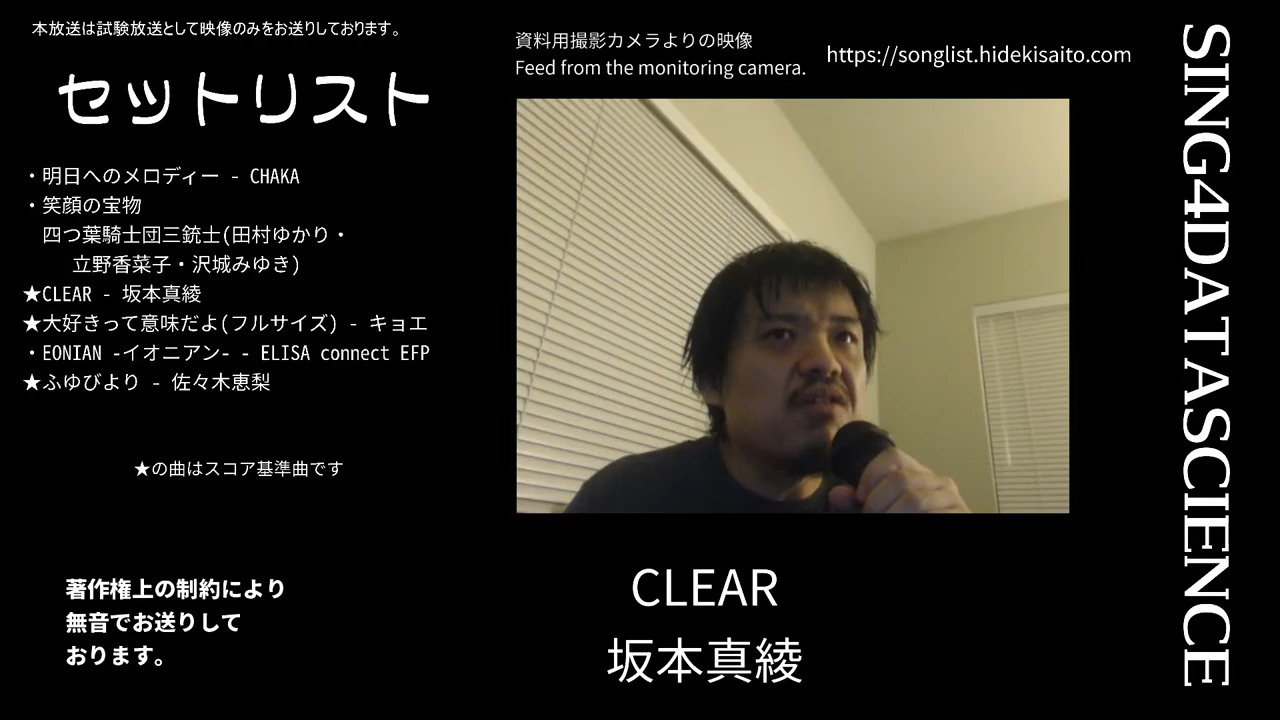 本放送は試験放送として映像のみをお送りしております。
セットリスト
・明日へのメロディー - CHAKA
・笑顔の宝物
四つ葉騎士団三銃士(田村ゆかり・
立野香菜子・沢城みゆき)
★CLEAR - 坂本真綾
★大好きって意味だよ(フルサイズ) - キョエ
・EONIAN -イオニアン- - ELISA connect EFP
★ふゆびより - 佐々木恵梨
★の曲はスコア基準曲です
著作権上の制約により
無音でお送りして
おります。
資料用撮影カメラよりの映像
Feed from the monitoring camera.
https://songlist.hidekisaito.com
CLEAR
坂本真綾
SING4DATASCIENCE